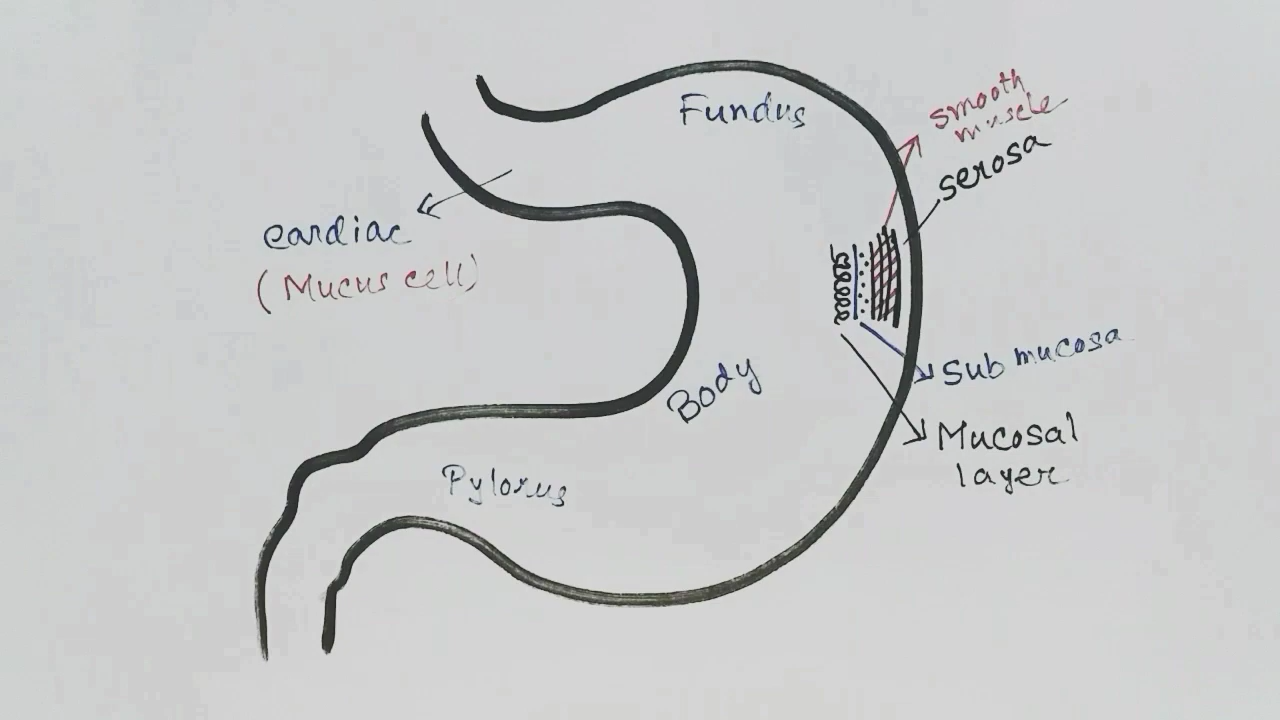 Fundus
smooth
muscle
serosa
cardiac
(Mucus cell)
Body
Sub mucosa
Mucosal
layer
Pylorus